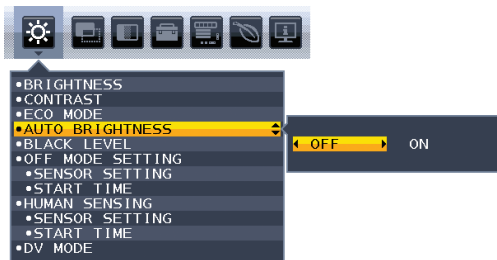 •BRIGHTNESS
•CONTRAST
•ECO MODE
•AUTO BRIGHTNESS
OFF ON
•BLACK LEVEL
•OFF MODE SETTING
•SENSOR SETTING
•START TIME
•HUMAN SENSING
•SENSOR SETTING
•START TIME
•DV MODE